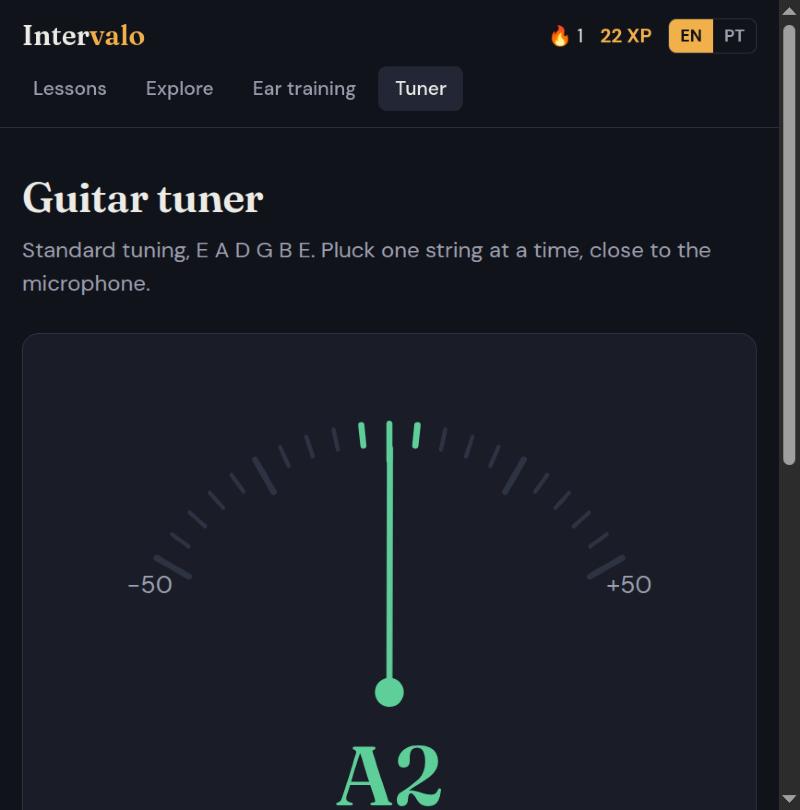 Intervalo
🔥 1 22 XP EN PT
Lessons Explore Ear training Tuner
Guitar tuner
Standard tuning, E A D G B E. Pluck one string at a time, close to the
microphone.
−50 +50
A2